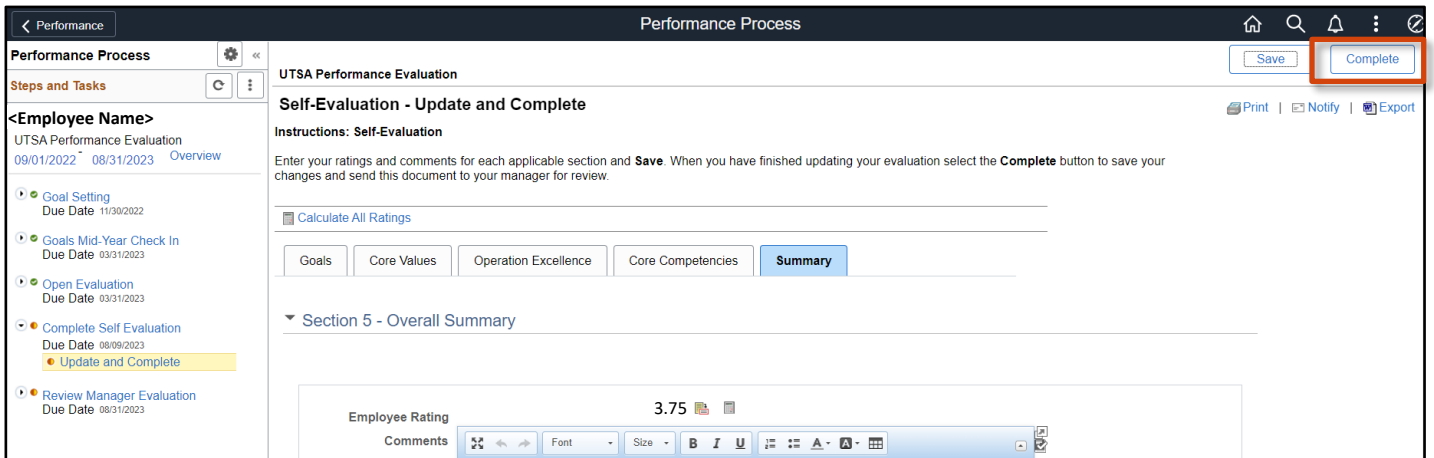 Performance
Performance Process
Performance Process
Steps and Tasks
<Employee Name>
UTSA Performance Evaluation
09/01/2022 - 08/31/2023 Overview
Goal Setting
Due Date 11/30/2022
Goals Mid-Year Check In
Due Date 03/31/2023
Open Evaluation
Due Date 03/31/2023
Complete Self Evaluation
Due Date 08/09/2023
Update and Complete
Review Manager Evaluation
Due Date 08/31/2023
Save
Complete
UTSA Performance Evaluation
Self-Evaluation - Update and Complete
Print | Notify | Export
Instructions: Self-Evaluation
Enter your ratings and comments for each applicable section and Save. When you have finished updating your evaluation select the Complete button to save your
changes and send this document to your manager for review.
Calculate All Ratings
Goals
Core Values
Operation Excellence
Core Competencies
Summary
Section 5 - Overall Summary
Employee Rating 3.75
Comments
Font Size B I U A A